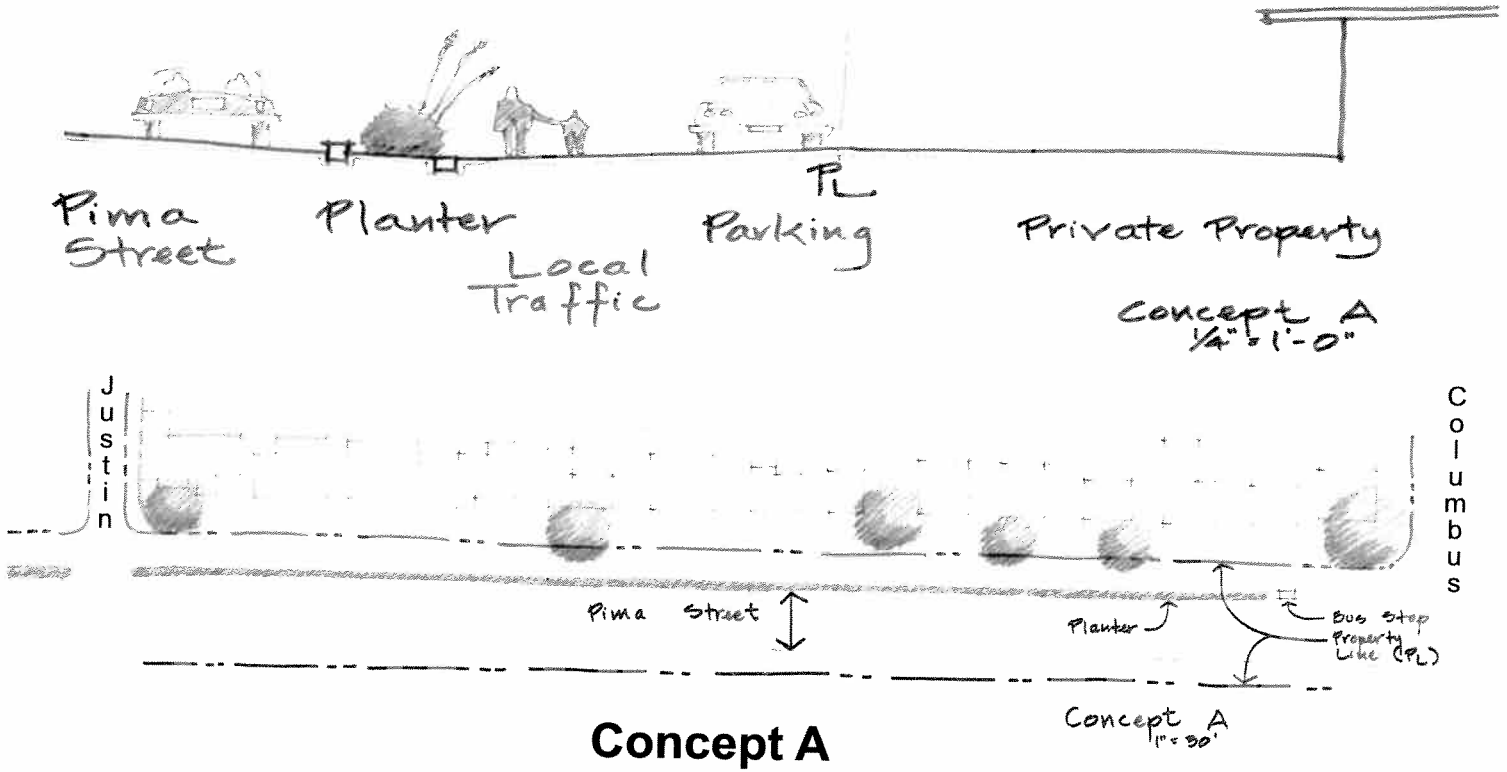 PL
Pima
Street
Planter
Local
Traffic
Parking
Private Property
Concept A
1/4" = 1'-0"
Justin
Columbus
Pima Street
Planter
Bus Stop
Property
Line (PL)
Concept A
1" = 30'
Concept A